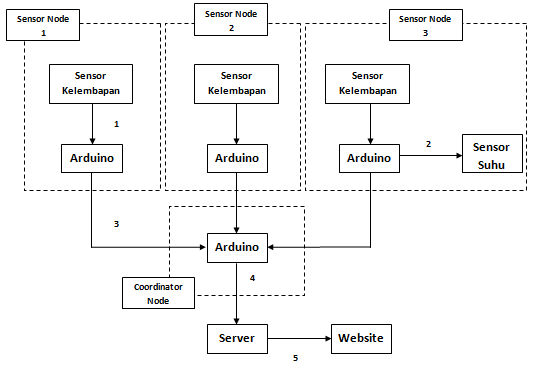 Sensor Node
1
Sensor Node
2
Sensor Node
3
Sensor
Kelembapan
Sensor
Kelembapan
Sensor
Kelembapan
1
Arduino
Arduino
Arduino
2
Sensor
Suhu
3
Arduino
4
Coordinator
Node
Server
Website
5